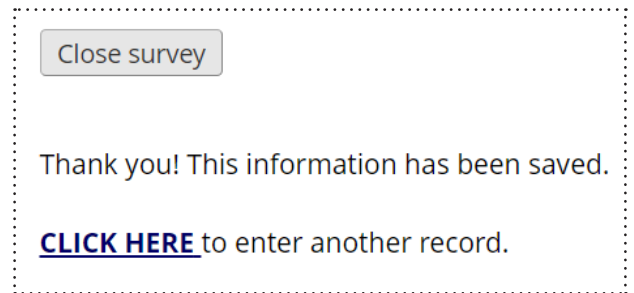 Close survey
Thank you! This information has been saved.
CLICK HERE to enter another record.